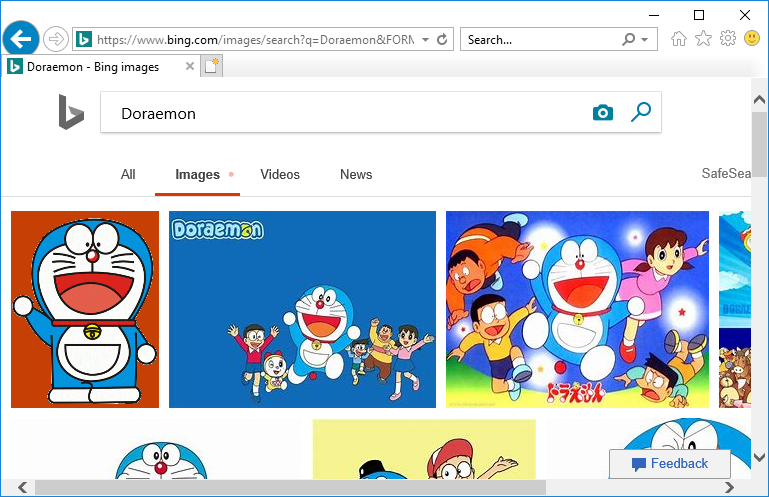 https://www.bing.com/images/search?q=Doraemon&FORM
Search...
Doraemon - Bing images
Doraemon
All
Images
Videos
News
SafeSea
Doraemon
ドラえもん
Feedback